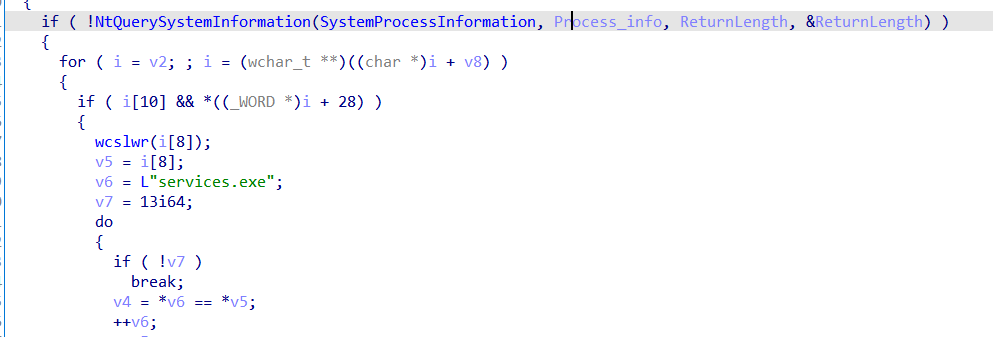 {
if ( !NtQuerySystemInformation(SystemProcessInformation, Process_info, ReturnLength, &ReturnLength) )
{
for ( i = v2; ; i = (wchar_t **)((char *)i + v8) )
{
if ( i[10] && *((_WORD *)i + 28) )
{
wcslwr(i[8]);
v5 = i[8];
v6 = L"services.exe";
v7 = 13i64;
do
{
if ( !v7 )
break;
v4 = *v6 == *v5;
++v6;